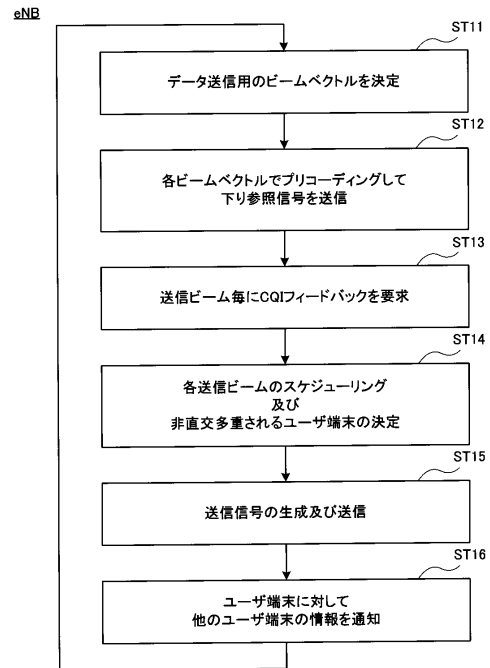 eNB
ST11
データ送信用のビームベクトルを決定
ST12
各ビームベクトルでプリコーディングして
下り参照信号を送信
ST13
送信ビーム毎にCQIフィードバックを要求
ST14
各送信ビームのスケジューリング
及び
非直交多重されるユーザ端末の決定
ST15
送信信号の生成及び送信
ST16
ユーザ端末に対して
他のユーザ端末の情報を通知